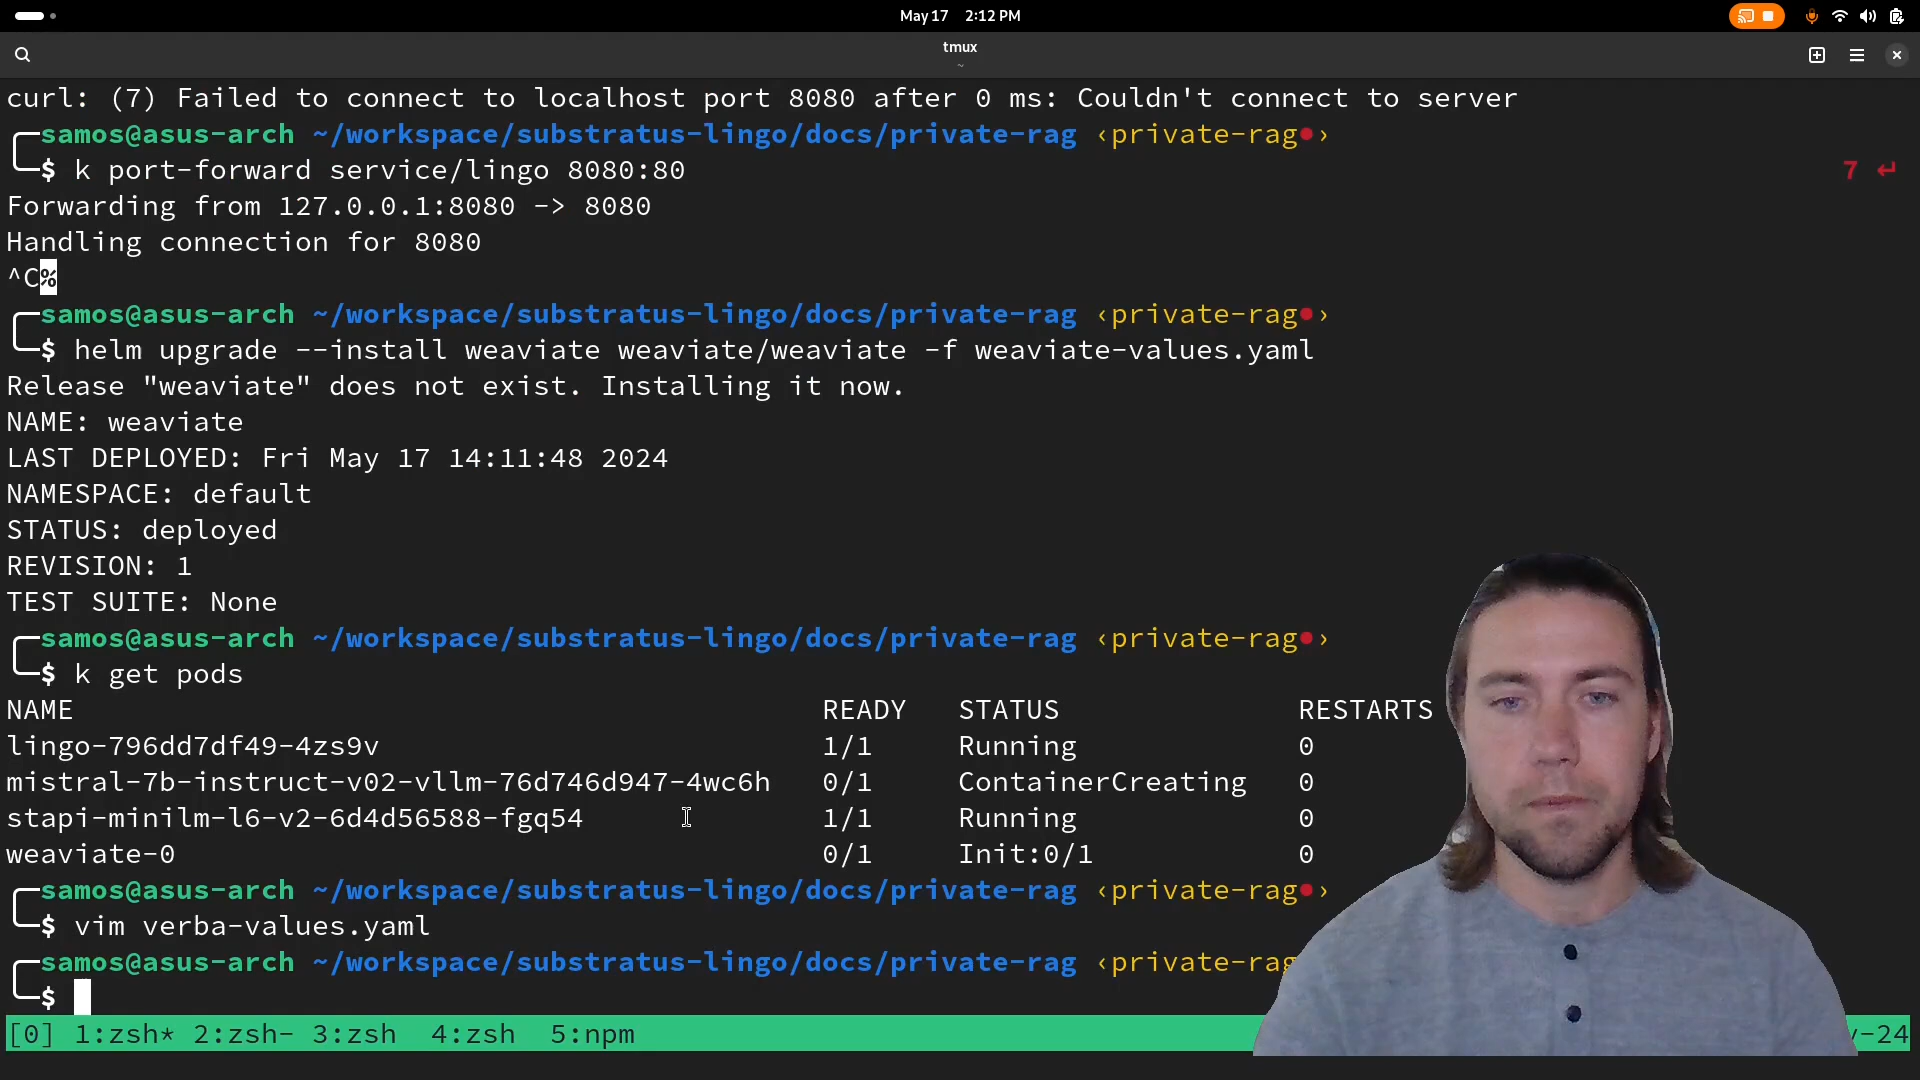 May 17 2:12 PM
tmux
~
curl: (7) Failed to connect to localhost port 8080 after 0 ms: Couldn't connect to server
samos@asus-arch ~/workspace/substratus-lingo/docs/private-rag ‹private-rag●›
$ k port-forward service/lingo 8080:80 7 ↵
Forwarding from 127.0.0.1:8080 -> 8080
Handling connection for 8080
^C%
samos@asus-arch ~/workspace/substratus-lingo/docs/private-rag ‹private-rag●›
$ helm upgrade --install weaviate weaviate/weaviate -f weaviate-values.yaml
Release "weaviate" does not exist. Installing it now.
NAME: weaviate
LAST DEPLOYED: Fri May 17 14:11:48 2024
NAMESPACE: default
STATUS: deployed
REVISION: 1
TEST SUITE: None
samos@asus-arch ~/workspace/substratus-lingo/docs/private-rag ‹private-rag●›
$ k get pods
NAME READY STATUS RESTARTS
lingo-796dd7df49-4zs9v 1/1 Running 0
mistral-7b-instruct-v02-vllm-76d746d947-4wc6h 0/1 ContainerCreating 0
stapi-minilm-l6-v2-6d4d56588-fgq54 1/1 Running 0
weaviate-0 0/1 Init:0/1 0
samos@asus-arch ~/workspace/substratus-lingo/docs/private-rag ‹private-rag●›
$ vim verba-values.yaml
samos@asus-arch ~/workspace/substratus-lingo/docs/private-rag ‹private-rag
$
[0] 1:zsh* 2:zsh- 3:zsh 4:zsh 5:npm -24